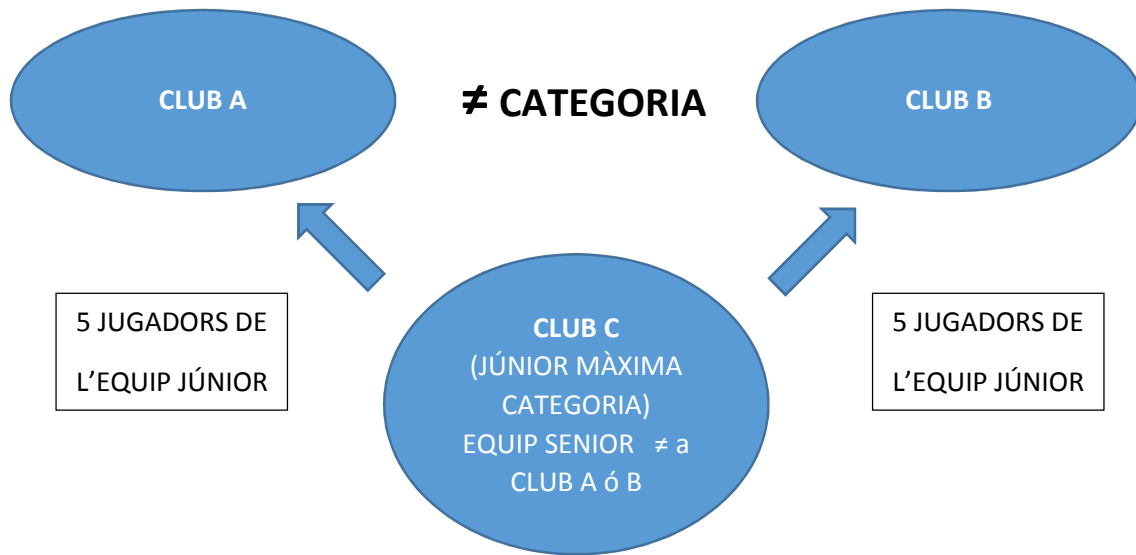 CLUB A
≠ CATEGORIA
CLUB B
5 JUGADORS DE
L’EQUIP JÚNIOR
CLUB C
(JÚNIOR MÀXIMA
CATEGORIA)
EQUIP SENIOR ≠ a
CLUB A ó B
5 JUGADORS DE
L’EQUIP JÚNIOR